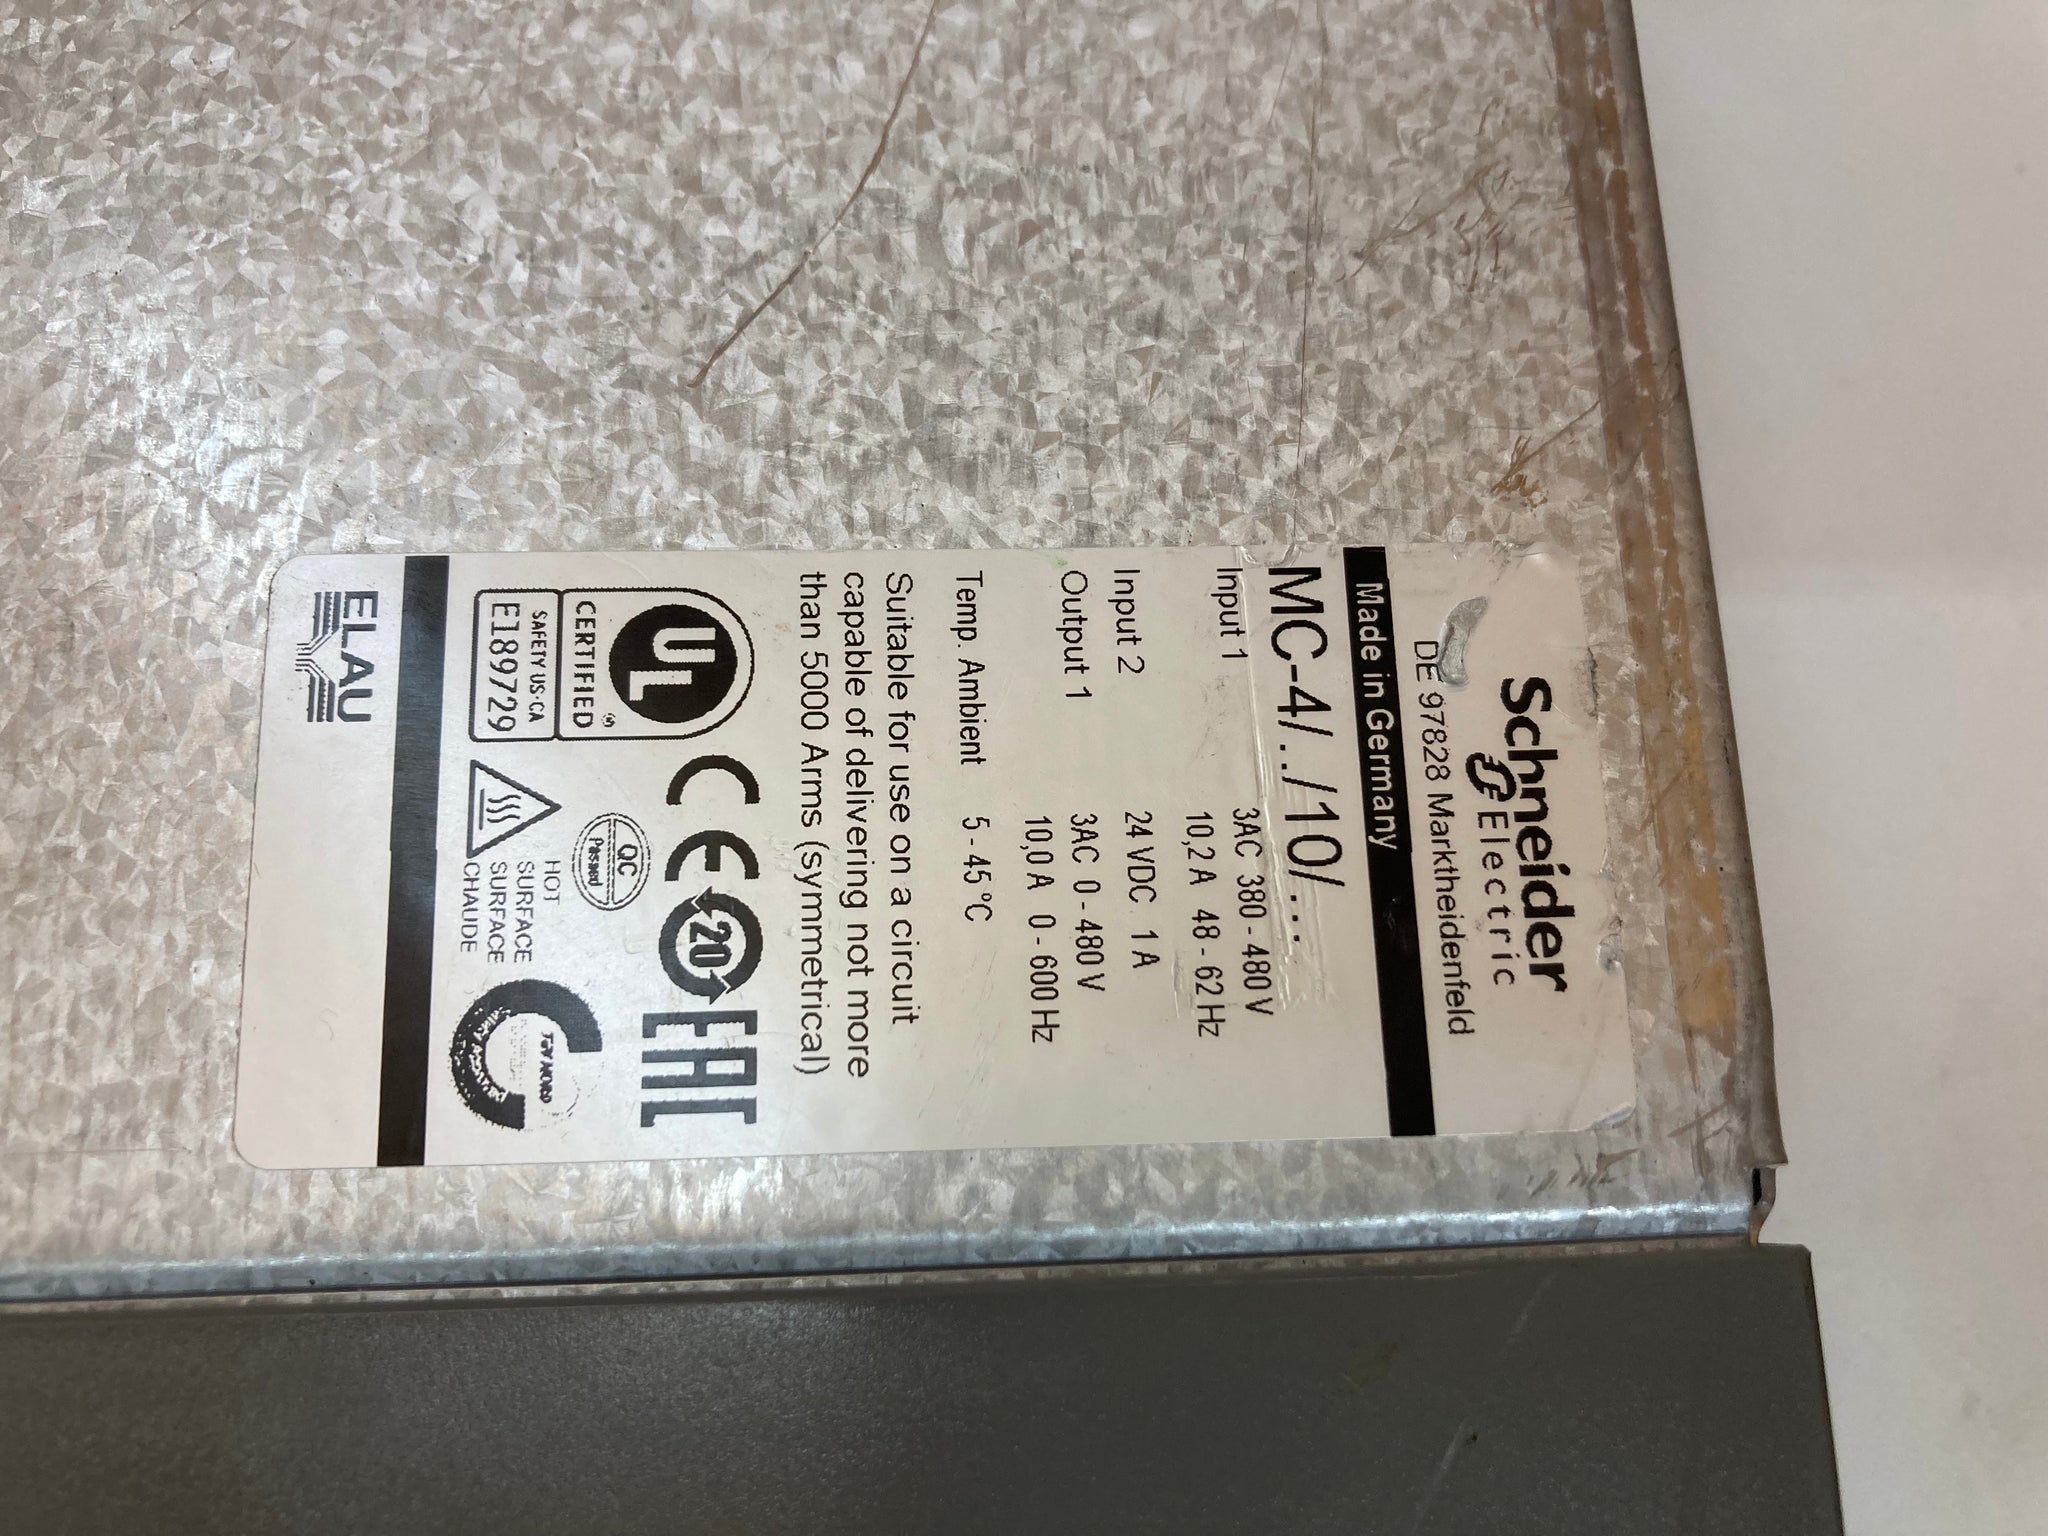 Schneider
Electric
DE 97828 Marktheidenfeld
Made in Germany
MC-4/../10/...
Input 1 3AC 380 - 480 V
10,2 A 48 - 62 Hz
Input 2 24 VDC 1 A
Output 1 3AC 0 - 480 V
10,0 A 0 - 600 Hz
Temp. Ambient 5 - 45 °C
Suitable for use on a circuit
capable of delivering not more
than 5000 Arms (symmetrical)
UL
CERTIFIED
SAFETY US·CA
E189729
CE
20
EAC
QC
Passed
HOT
SURFACE
SURFACE
CHAUDE
TÜV NORD
ELAU